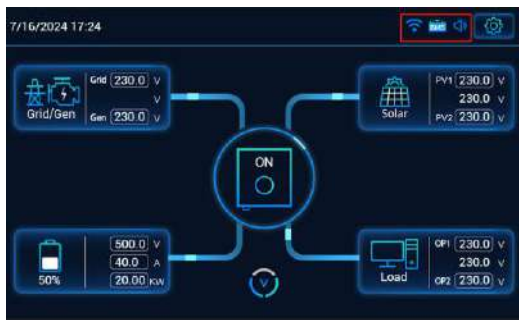 7/16/2024 17:24
Grid 230.0 V
V
Gen 230.0 V
Grid/Gen
PV1 230.0 V
230.0 V
PV2 230.0 V
Solar
ON
500.0 V
40.0 A
20.00 KW
50%
OP1 230.0 V
230.0 V
OP2 230.0 V
Load
V